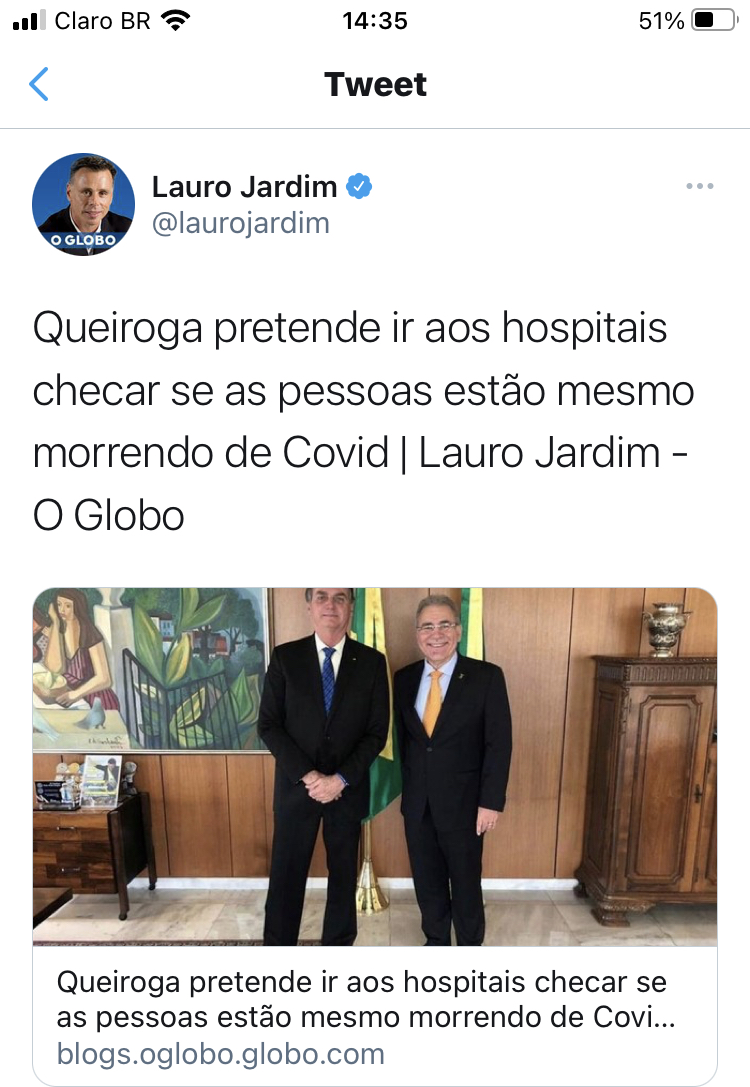 Claro BR
14:35
51%
Tweet
Lauro Jardim
@laurojardim
O GLOBO
Queiroga pretende ir aos hospitais
checar se as pessoas estão mesmo
morrendo de Covid | Lauro Jardim -
O Globo
Queiroga pretende ir aos hospitais checar se
as pessoas estão mesmo morrendo de Covi...
blogs.oglobo.globo.com